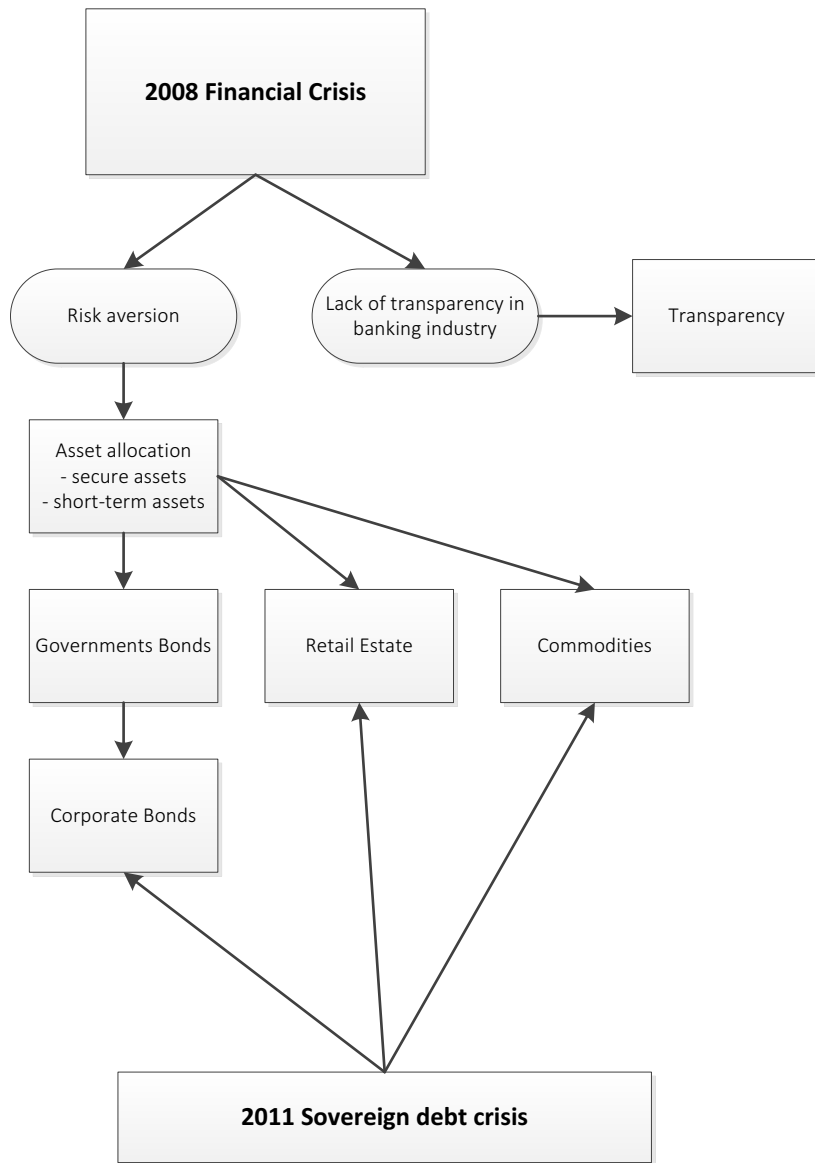 2008 Financial Crisis
Risk aversion
Lack of transparency in
banking industry
Transparency
Asset allocation
- secure assets
- short-term assets
Governments Bonds
Retail Estate
Commodities
Corporate Bonds
2011 Sovereign debt crisis